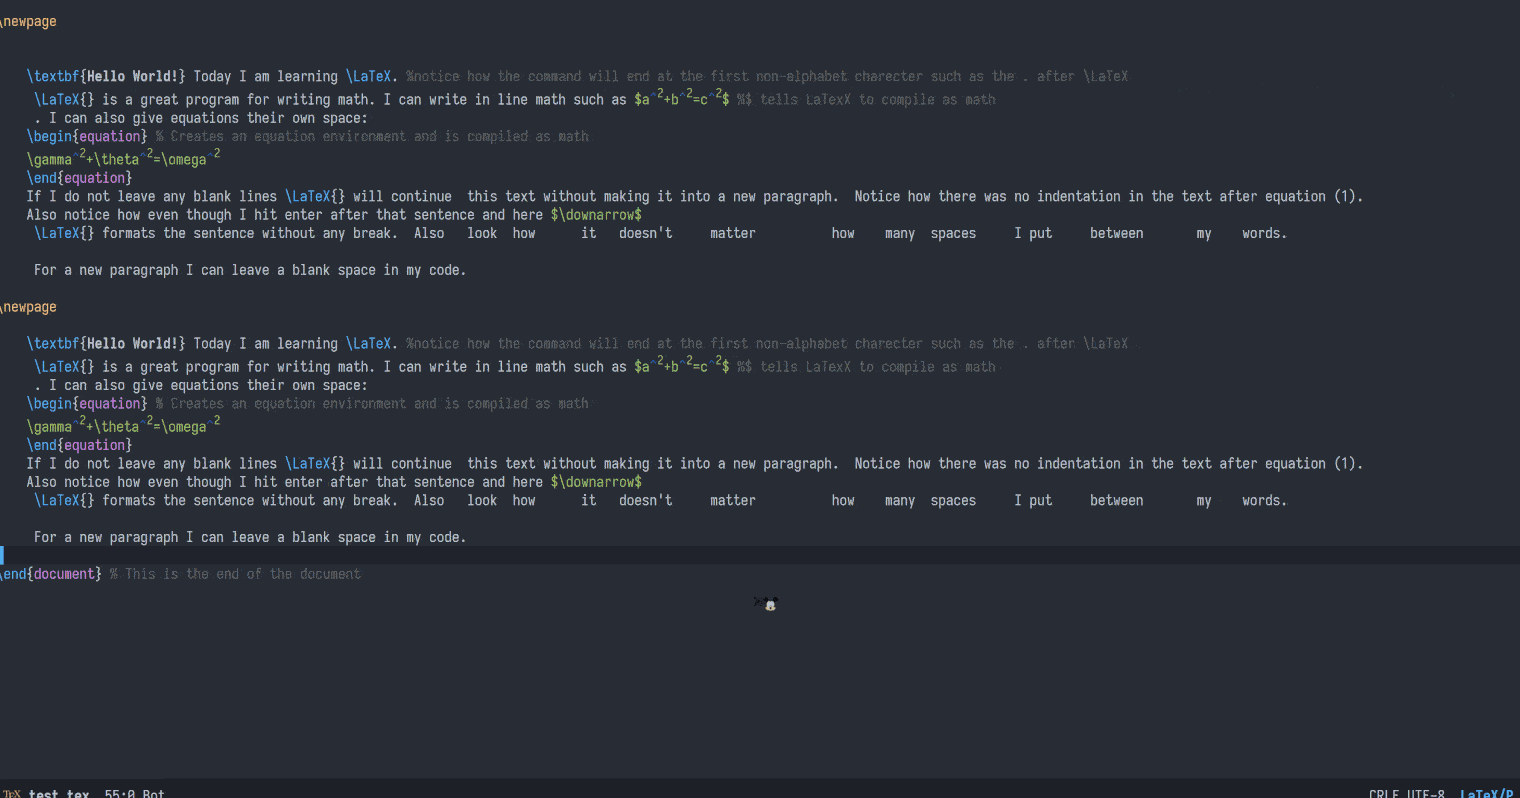 \newpage
\textbf{Hello World!} Today I am learning \LaTeX. %notice how the command will end at the first non-alphabet charecter such as the . after \LaTeX
\LaTeX{} is a great program for writing math. I can write in line math such as $a^2+b^2=c^2$ %$ tells LaTexX to compile as math
. I can also give equations their own space:
\begin{equation} % Creates an equation environment and is compiled as math
\gamma^2+\theta^2=\omega^2
\end{equation}
If I do not leave any blank lines \LaTeX{} will continue  this text without making it into a new paragraph.  Notice how there was no indentation in the text after equation (1).
Also notice how even though I hit enter after that sentence and here $\downarrow$
\LaTeX{} formats the sentence without any break.  Also   look  how      it   doesn't     matter          how    many  spaces     I put     between       my    words.
For a new paragraph I can leave a blank space in my code.
\newpage
\textbf{Hello World!} Today I am learning \LaTeX. %notice how the command will end at the first non-alphabet charecter such as the . after \LaTeX
\LaTeX{} is a great program for writing math. I can write in line math such as $a^2+b^2=c^2$ %$ tells LaTexX to compile as math
. I can also give equations their own space:
\begin{equation} % Creates an equation environment and is compiled as math
\gamma^2+\theta^2=\omega^2
\end{equation}
If I do not leave any blank lines \LaTeX{} will continue  this text without making it into a new paragraph.  Notice how there was no indentation in the text after equation (1).
Also notice how even though I hit enter after that sentence and here $\downarrow$
\LaTeX{} formats the sentence without any break.  Also   look  how      it   doesn't     matter          how    many  spaces     I put     between       my    words.
For a new paragraph I can leave a blank space in my code.
\end{document} % This is the end of the document
TeX test.tex  55:0 Bot CRLF UTF-8  LaTeX/P